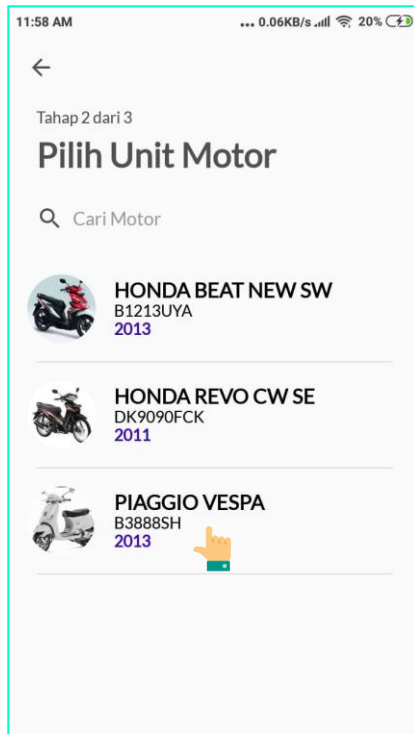 11:58 AM ... 0.06KB/s 20%
Tahap 2 dari 3
Pilih Unit Motor
Cari Motor
HONDA BEAT NEW SW
B1213UYA
2013
HONDA REVO CW SE
DK9090FCK
2011
PIAGGIO VESPA
B3888SH
2013